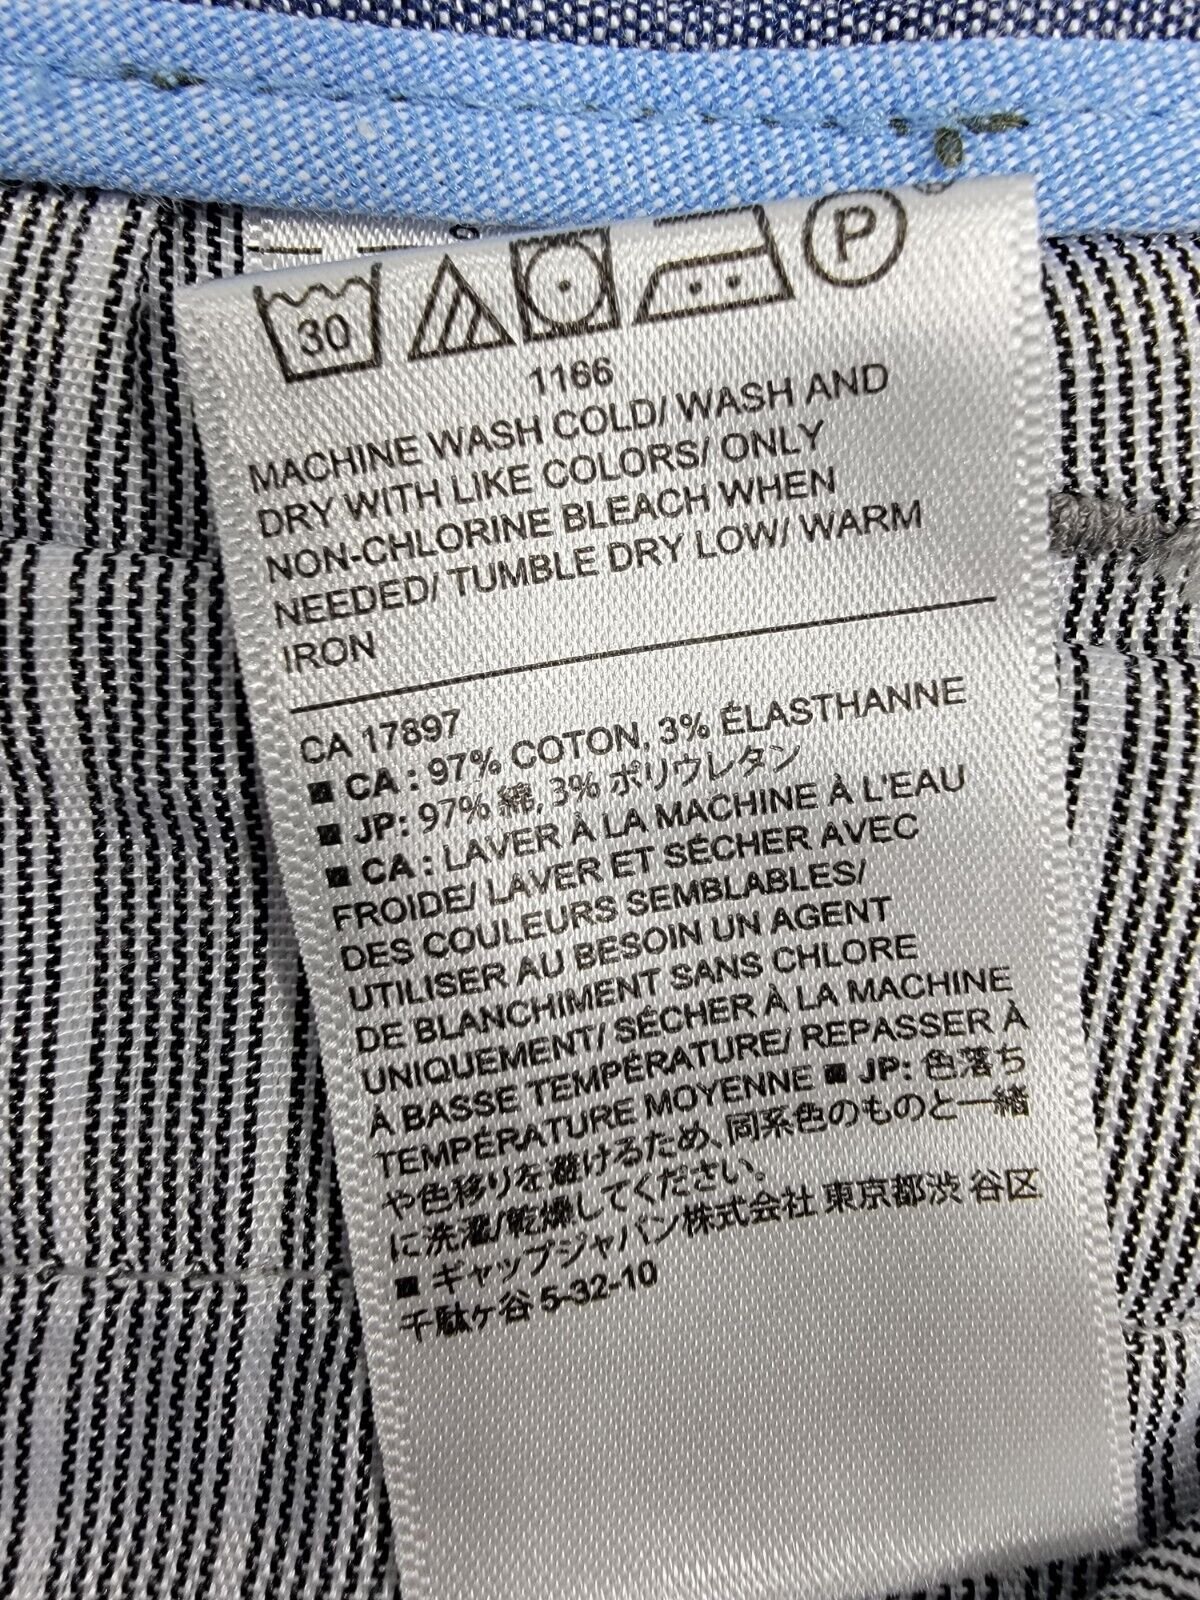 30 P
1166
MACHINE WASH COLD/ WASH AND
DRY WITH LIKE COLORS/ ONLY
NON-CHLORINE BLEACH WHEN
NEEDED/ TUMBLE DRY LOW/ WARM
IRON
CA 17897
■ CA : 97% COTON, 3% ÉLASTHANNE
■ JP: 97% 綿, 3% ポリウレタン
■ CA : LAVER À LA MACHINE À L'EAU
FROIDE/ LAVER ET SÉCHER AVEC
DES COULEURS SEMBLABLES/
UTILISER AU BESOIN UN AGENT
DE BLANCHIMENT SANS CHLORE
UNIQUEMENT/ SÉCHER À LA MACHINE
À BASSE TEMPÉRATURE/ REPASSER À
TEMPÉRATURE MOYENNE ■ JP: 色落ち
や色移りを避けるため、同系色のものと一緒
に洗濯/乾燥してください。
■ ギャップジャパン株式会社 東京都渋 谷区
千駄ケ谷 5-32-10